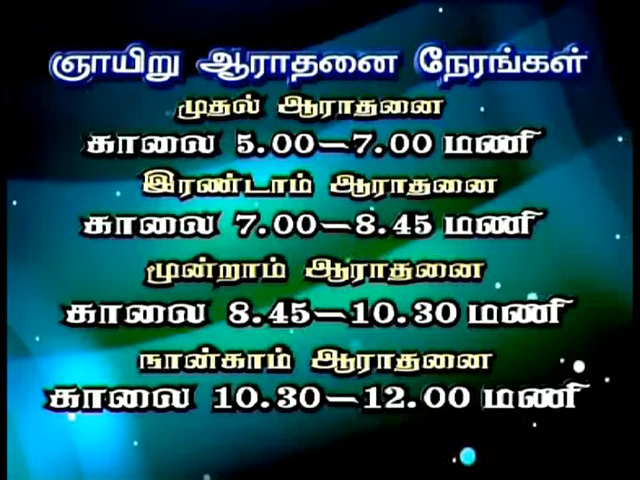 ஞாயிறு ஆராதனை நேரங்கள்
முதல் ஆராதனை
காலை 5.00–7.00 மணி
இரண்டாம் ஆராதனை
காலை 7.00–8.45 மணி
மூன்றாம் ஆராதனை
காலை 8.45–10.30 மணி
நான்காம் ஆராதனை
காலை 10.30–12.00 மணி